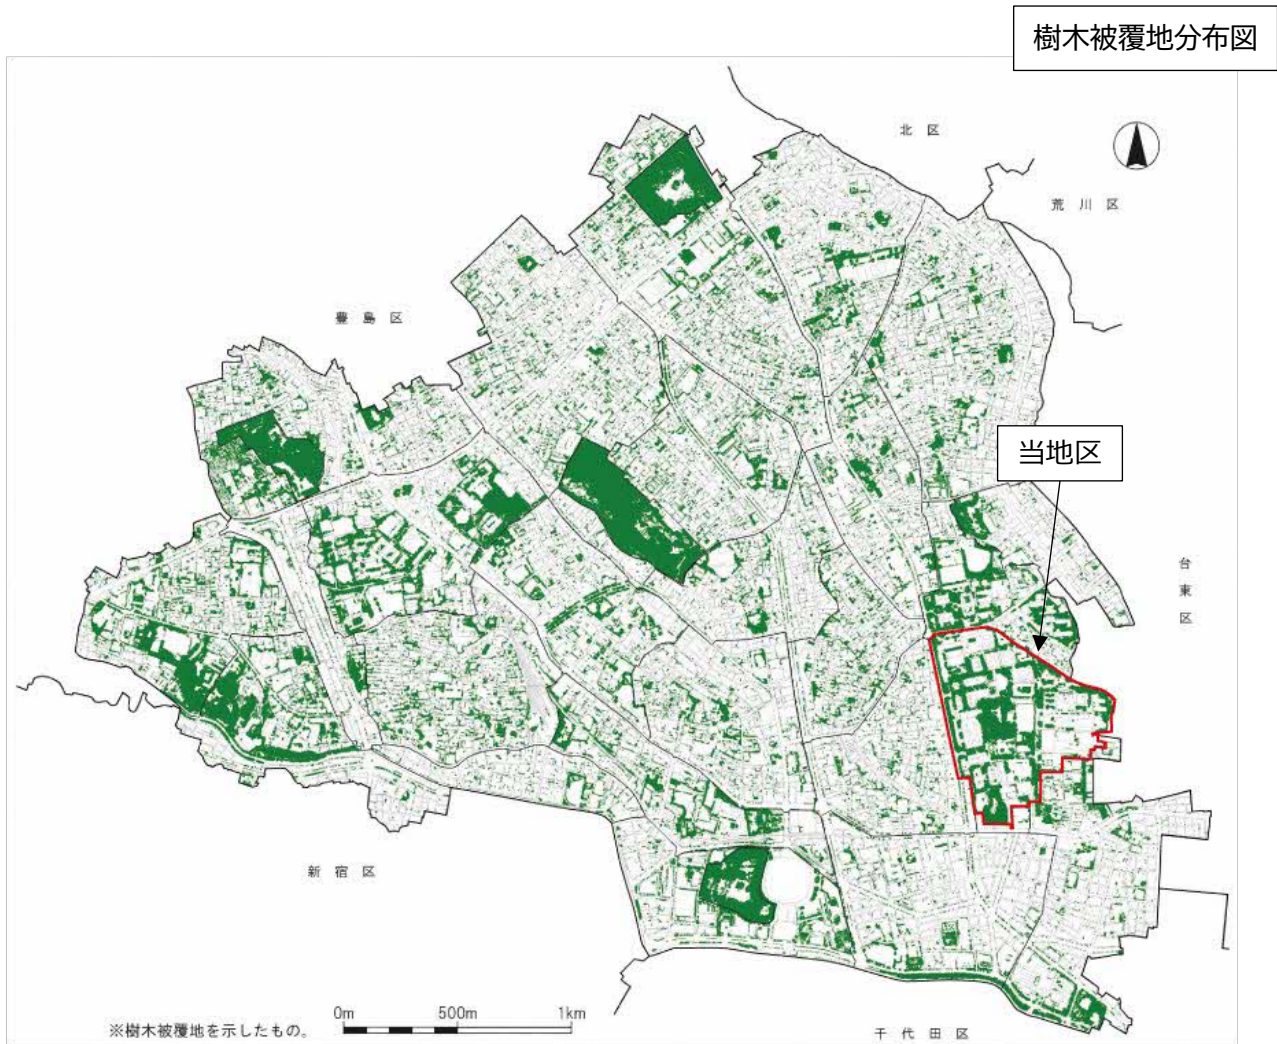 樹木被覆地分布図
北区
荒川区
豊島区
当地区
台東区
新宿区
0m 500m 1km
※樹木被覆地を示したもの。
千代田区